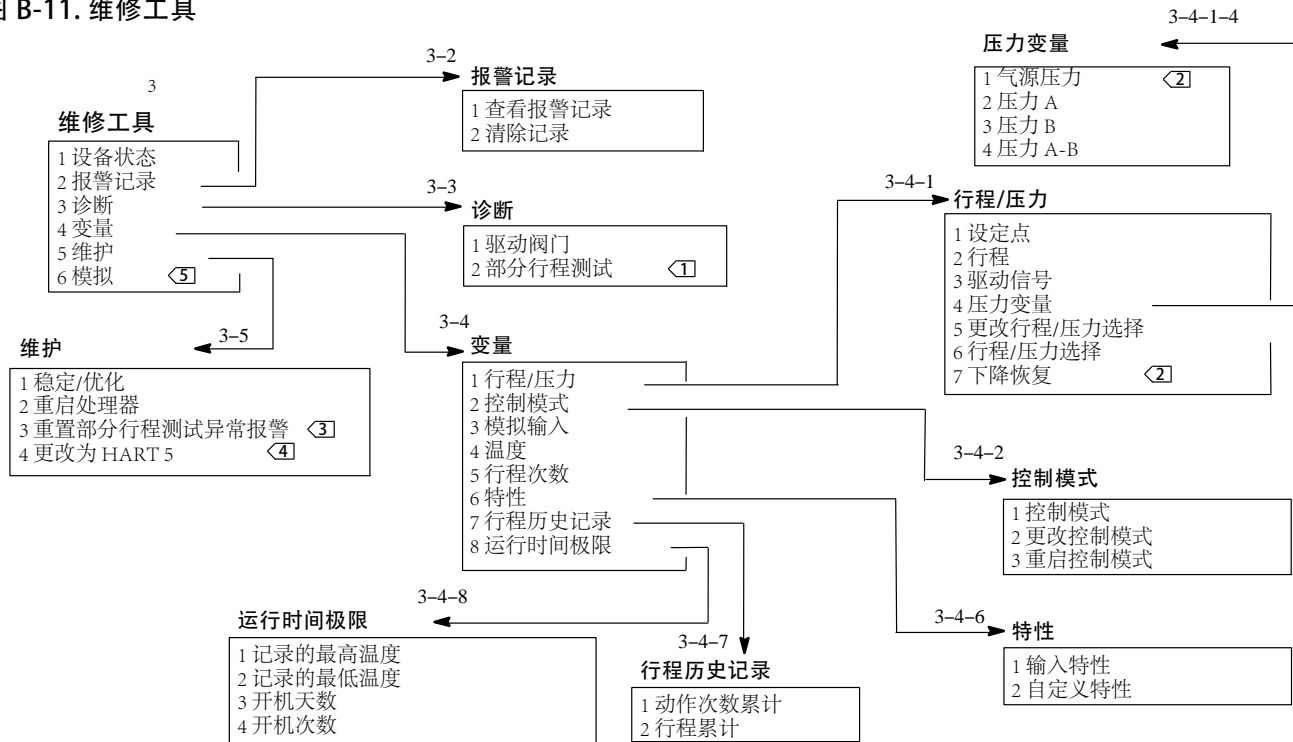 图 B-11. 维修工具
3
维修工具
1 设备状态
2 报警记录
3 诊断
4 变量
5 维护
6 模拟 5
3-2
报警记录
1 查看报警记录
2 清除记录
3-3
诊断
1 驱动阀门
2 部分行程测试 1
3-4
变量
1 行程/压力
2 控制模式
3 模拟输入
4 温度
5 行程次数
6 特性
7 行程历史记录
8 运行时间极限
3-5
维护
1 稳定/优化
2 重启处理器
3 重置部分行程测试异常报警 3
4 更改为 HART 5 4
3-4-1-4
压力变量
1 气源压力 2
2 压力 A
3 压力 B
4 压力 A-B
3-4-1
行程/压力
1 设定点
2 行程
3 驱动信号
4 压力变量
5 更改行程/压力选择
6 行程/压力选择
7 下降恢复 2
3-4-2
控制模式
1 控制模式
2 更改控制模式
3 重启控制模式
3-4-6
特性
1 输入特性
2 自定义特性
3-4-7
行程历史记录
1 动作次数累计
2 行程累计
3-4-8
运行时间极限
1 记录的最高温度
2 记录的最低温度
3 开机天数
4 开机次数